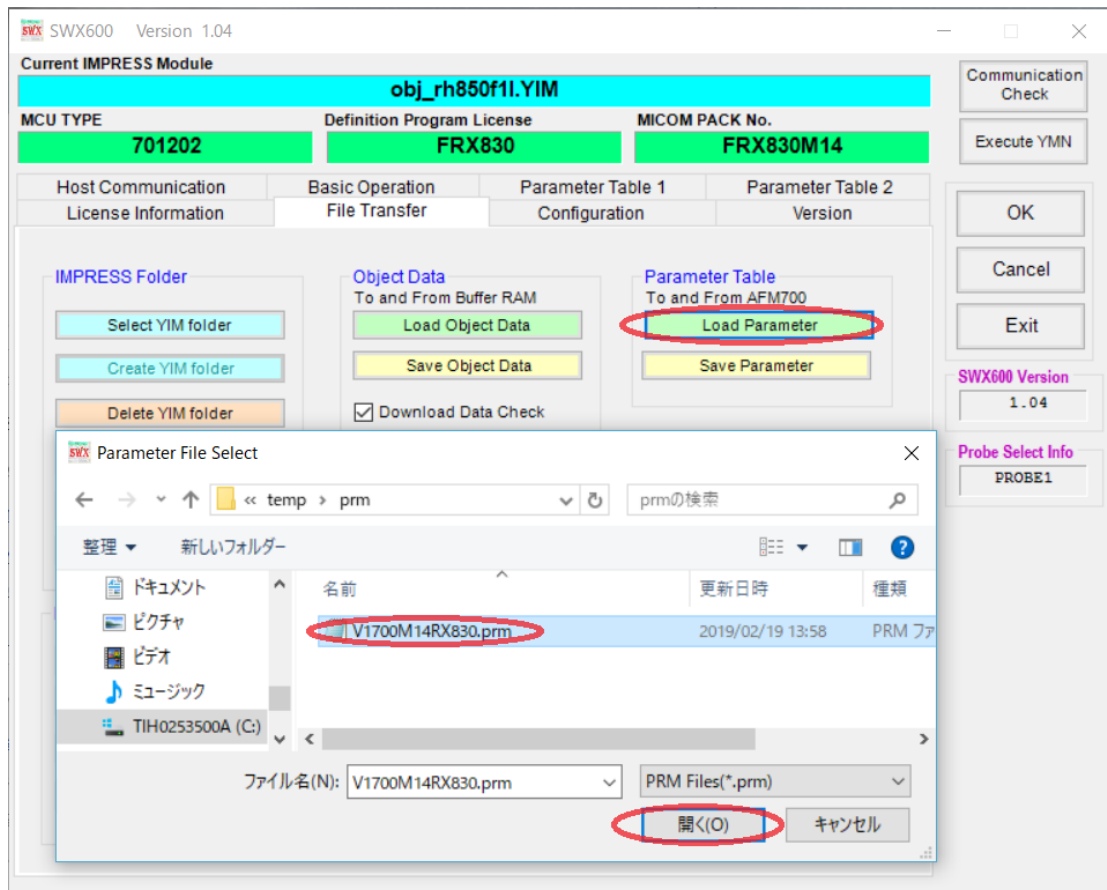 SWX SWX600 Version 1.04
Current IMPRESS Module
obj_rh850f1l.YIM
MCU TYPE Definition Program License MICOM PACK No.
701202 FRX830 FRX830M14
Communication Check
Execute YMN
Host Communication Basic Operation Parameter Table 1 Parameter Table 2
License Information File Transfer Configuration Version
OK
Cancel
Exit
SWX600 Version
1.04
Probe Select Info
PROBE1
IMPRESS Folder
Select YIM folder
Create YIM folder
Delete YIM folder
Object Data
To and From Buffer RAM
Load Object Data
Save Object Data
Download Data Check
Parameter Table
To and From AFM700
Load Parameter
Save Parameter
SWX Parameter File Select
« temp › prm
prmの検索
整理 新しいフォルダー
?
ドキュメント
ピクチャ
ビデオ
ミュージック
TIH0253500A (C:)
名前 更新日時 種類
V1700M14RX830.prm 2019/02/19 13:58 PRM ファ
ファイル名(N): V1700M14RX830.prm PRM Files(*.prm)
開く(O) キャンセル